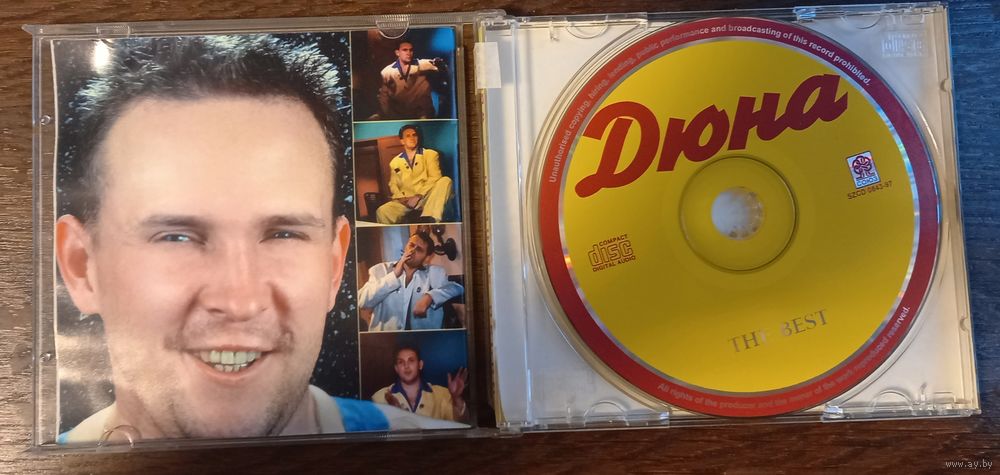 Unauthorised copying, hiring, lending, public performance and broadcasting of this record prohibited.
Дюна
SZCD 0843-97
COMPACT
disc
DIGITAL AUDIO
THE BEST
All rights of the producer and the owner of the work reproduced reserved.
www.ay.by